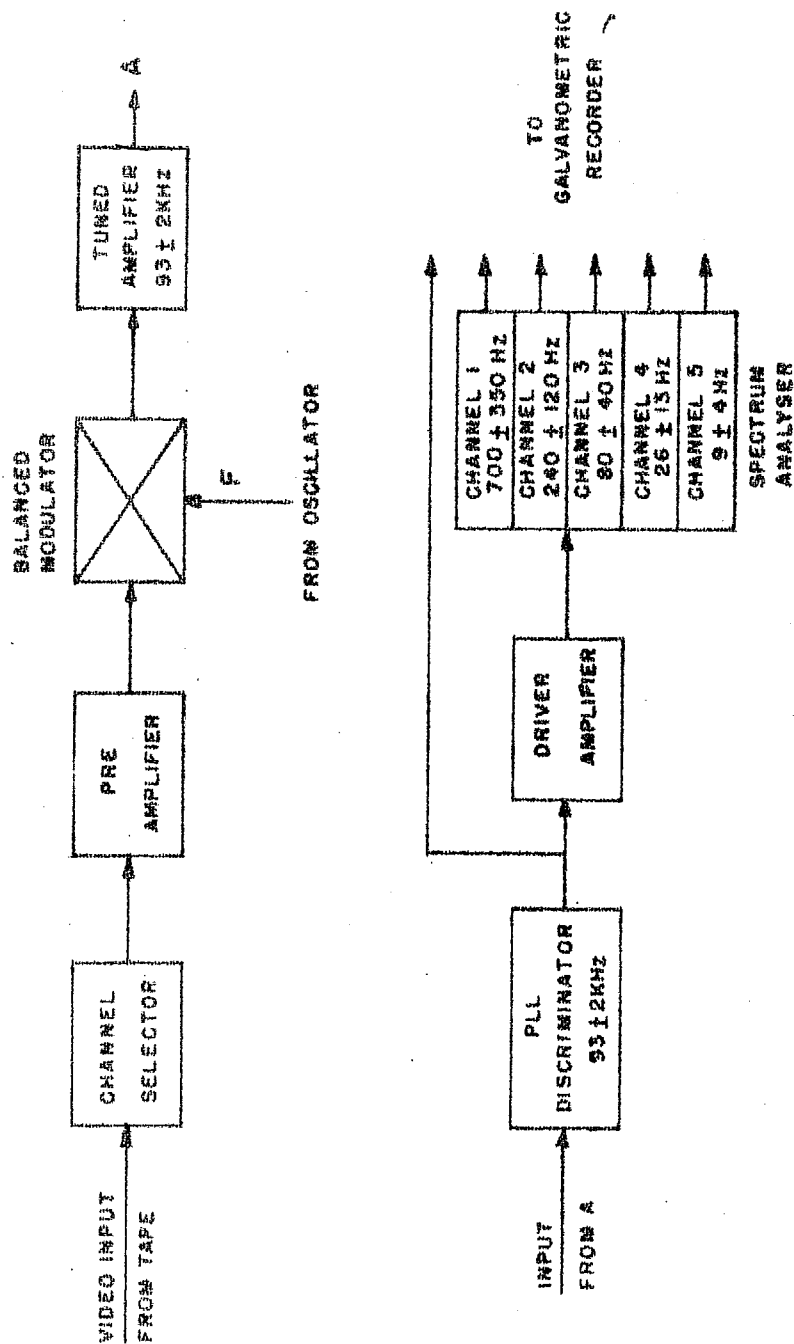 VIDEO INPUT
FROM TAPE
CHANNEL
SELECTOR
PRE
AMPLIFIER
BALANCED
MODULATOR
F
FROM OSCILLATOR
TUNED
AMPLIFIER
93 ± 2KHZ
A
INPUT
FROM A
PLL
DISCRIMINATOR
93 ± 2KHZ
DRIVER
AMPLIFIER
CHANNEL 1
700 ± 350 HZ
CHANNEL 2
240 ± 120 HZ
CHANNEL 3
80 ± 40 HZ
CHANNEL 4
26 ± 13 HZ
CHANNEL 5
9 ± 4 HZ
SPECTRUM
ANALYSER
TO
GALVANOMETRIC
RECORDER